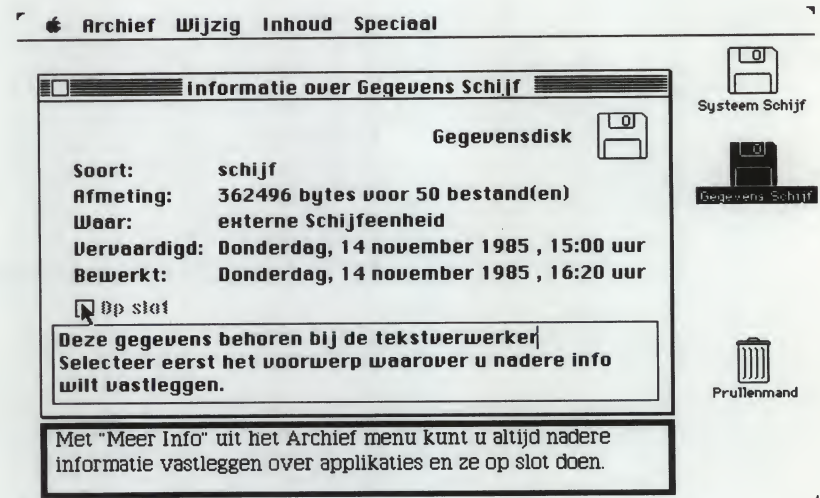 Archief Wijzig Inhoud Speciaal
Informatie over Gegevens Schijf
Gegevensdisk
Soort: schijf
Afmeting: 362496 bytes voor 50 bestand(en)
Waar: externe Schijfeenheid
Vervaardigd: Donderdag, 14 november 1985 , 15:00 uur
Bewerkt: Donderdag, 14 november 1985 , 16:20 uur
Op slot
Deze gegevens behoren bij de tekstverwerker
Selecteer eerst het voorwerp waarover u nadere info
wilt vastleggen.
Systeem Schijf
Gegevens Schijf
Prullenmand
Met "Meer Info" uit het Archief menu kunt u altijd nadere
informatie vastleggen over applikaties en ze op slot doen.